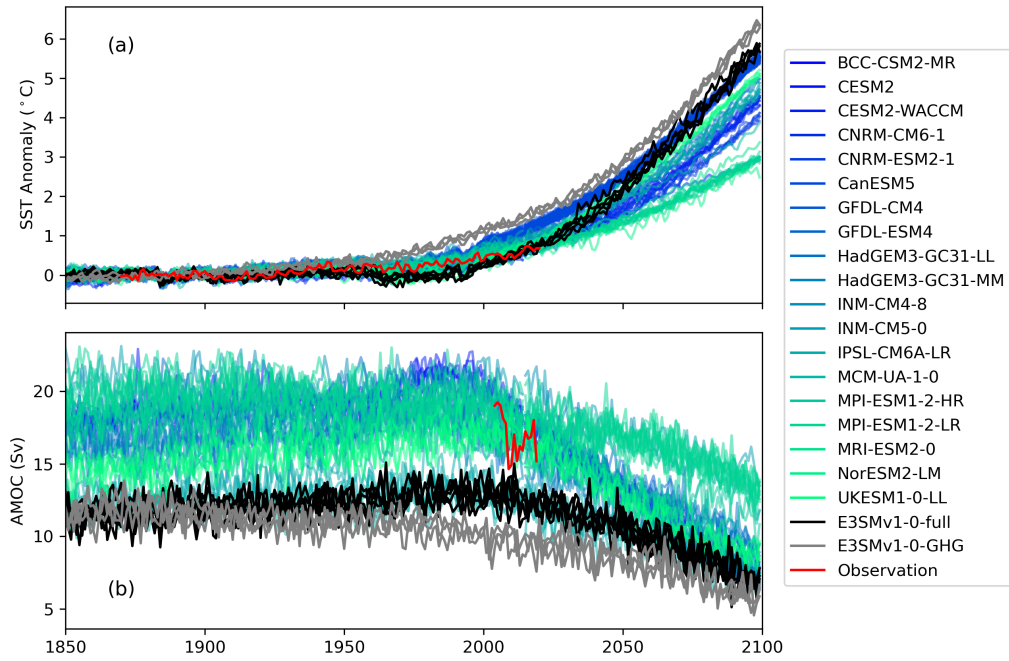 (a)
SST Anomaly (°C)
6
5
4
3
2
1
0
(b)
AMOC (Sv)
20
15
10
5
1850
1900
1950
2000
2050
2100
BCC-CSM2-MR
CESM2
CESM2-WACCM
CNRM-CM6-1
CNRM-ESM2-1
CanESM5
GFDL-CM4
GFDL-ESM4
HadGEM3-GC31-LL
HadGEM3-GC31-MM
INM-CM4-8
INM-CM5-0
IPSL-CM6A-LR
MCM-UA-1-0
MPI-ESM1-2-HR
MPI-ESM1-2-LR
MRI-ESM2-0
NorESM2-LM
UKESM1-0-LL
E3SMv1-0-full
E3SMv1-0-GHG
Observation